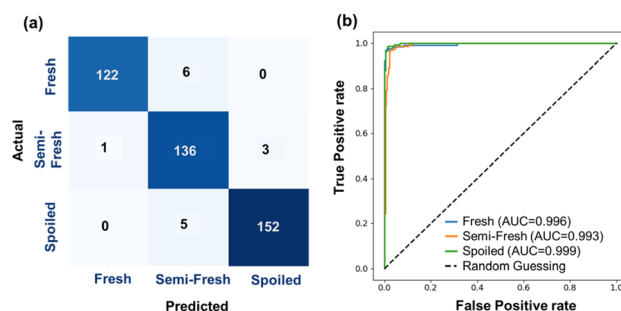 (a)
Actual
Fresh
Semi-
Fresh
Spoiled
122 6 0
1 136 3
0 5 152
Fresh Semi-Fresh Spoiled
Predicted
(b)
True Positive rate
1.0
0.8
0.6
0.4
0.2
0.0
Fresh (AUC=0.996)
Semi-Fresh (AUC=0.993)
Spoiled (AUC=0.999)
Random Guessing
0.0 0.2 0.4 0.6 0.8 1.0
False Positive rate